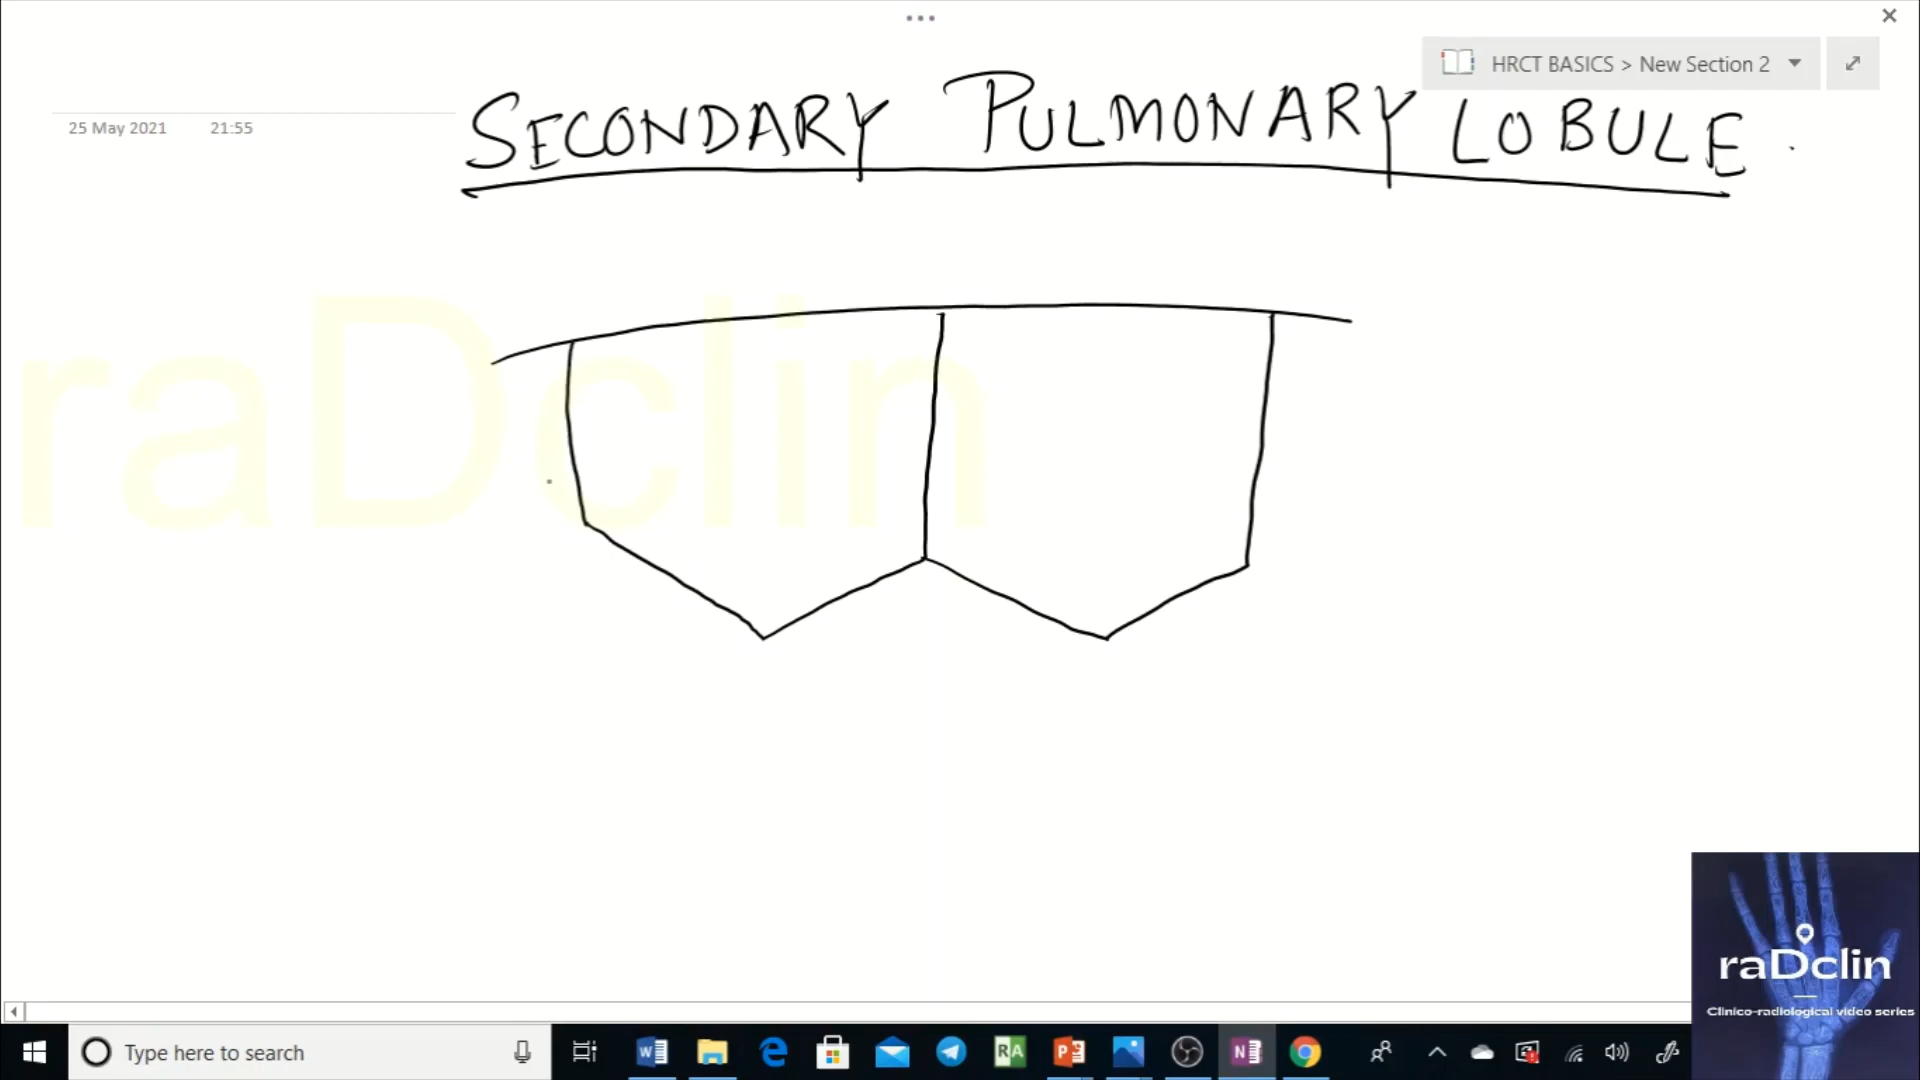 HRCT BASICS > New Section 2
SECONDARY PULMONARY LOBULE.
25 May 2021 21:55
raDclin
raDclin
Clinico-radiological video series
Type here to search